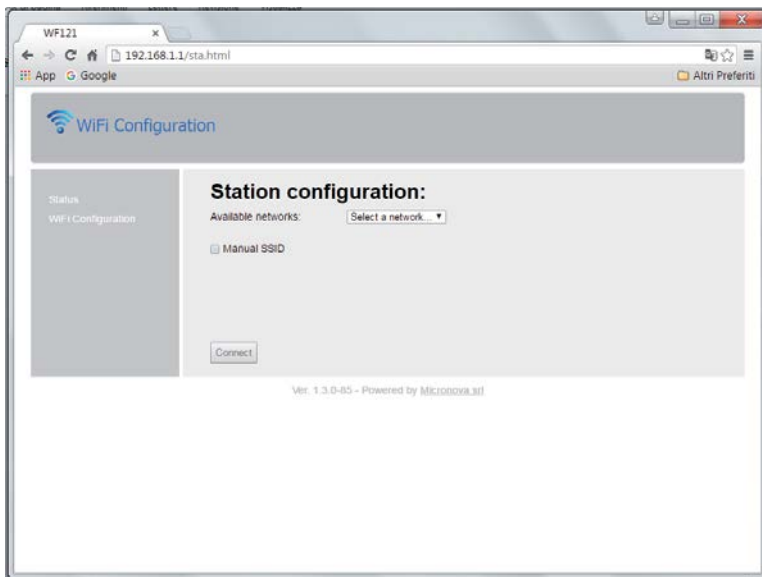 WF121
192.168.1.1/sta.html
App Google Altri Preferiti
WiFi Configuration
Status
WiFi Configuration
Station configuration:
Available networks: Select a network...
Manual SSID
Connect
Ver. 1.3.0-85 - Powered by Micronova srl